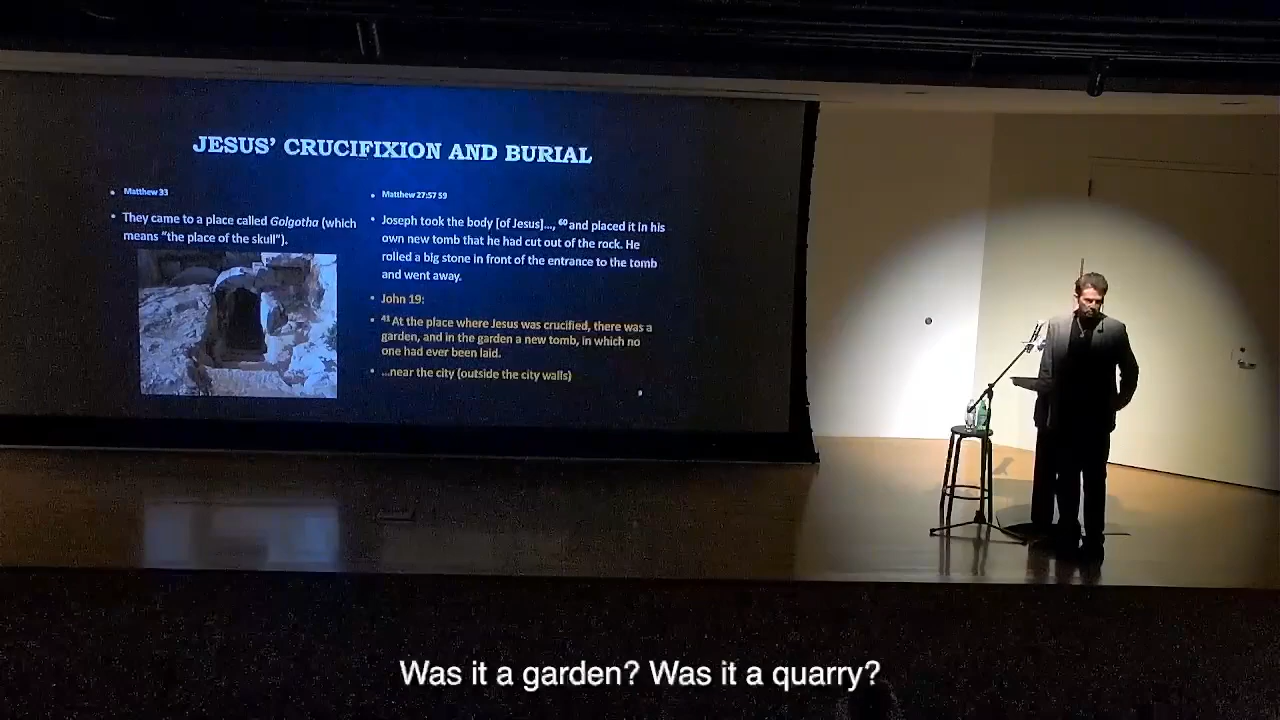 JESUS' CRUCIFIXION AND BURIAL
• Matthew 33
• They came to a place called Golgotha (which
means "the place of the skull").
• Matthew 27:57 59
• Joseph took the body [of Jesus]..., 60 and placed it in his
own new tomb that he had cut out of the rock. He
rolled a big stone in front of the entrance to the tomb
and went away.
• John 19:
• 41 At the place where Jesus was crucified, there was a
garden, and in the garden a new tomb, in which no
one had ever been laid.
• ...near the city (outside the city walls)
Was it a garden? Was it a quarry?